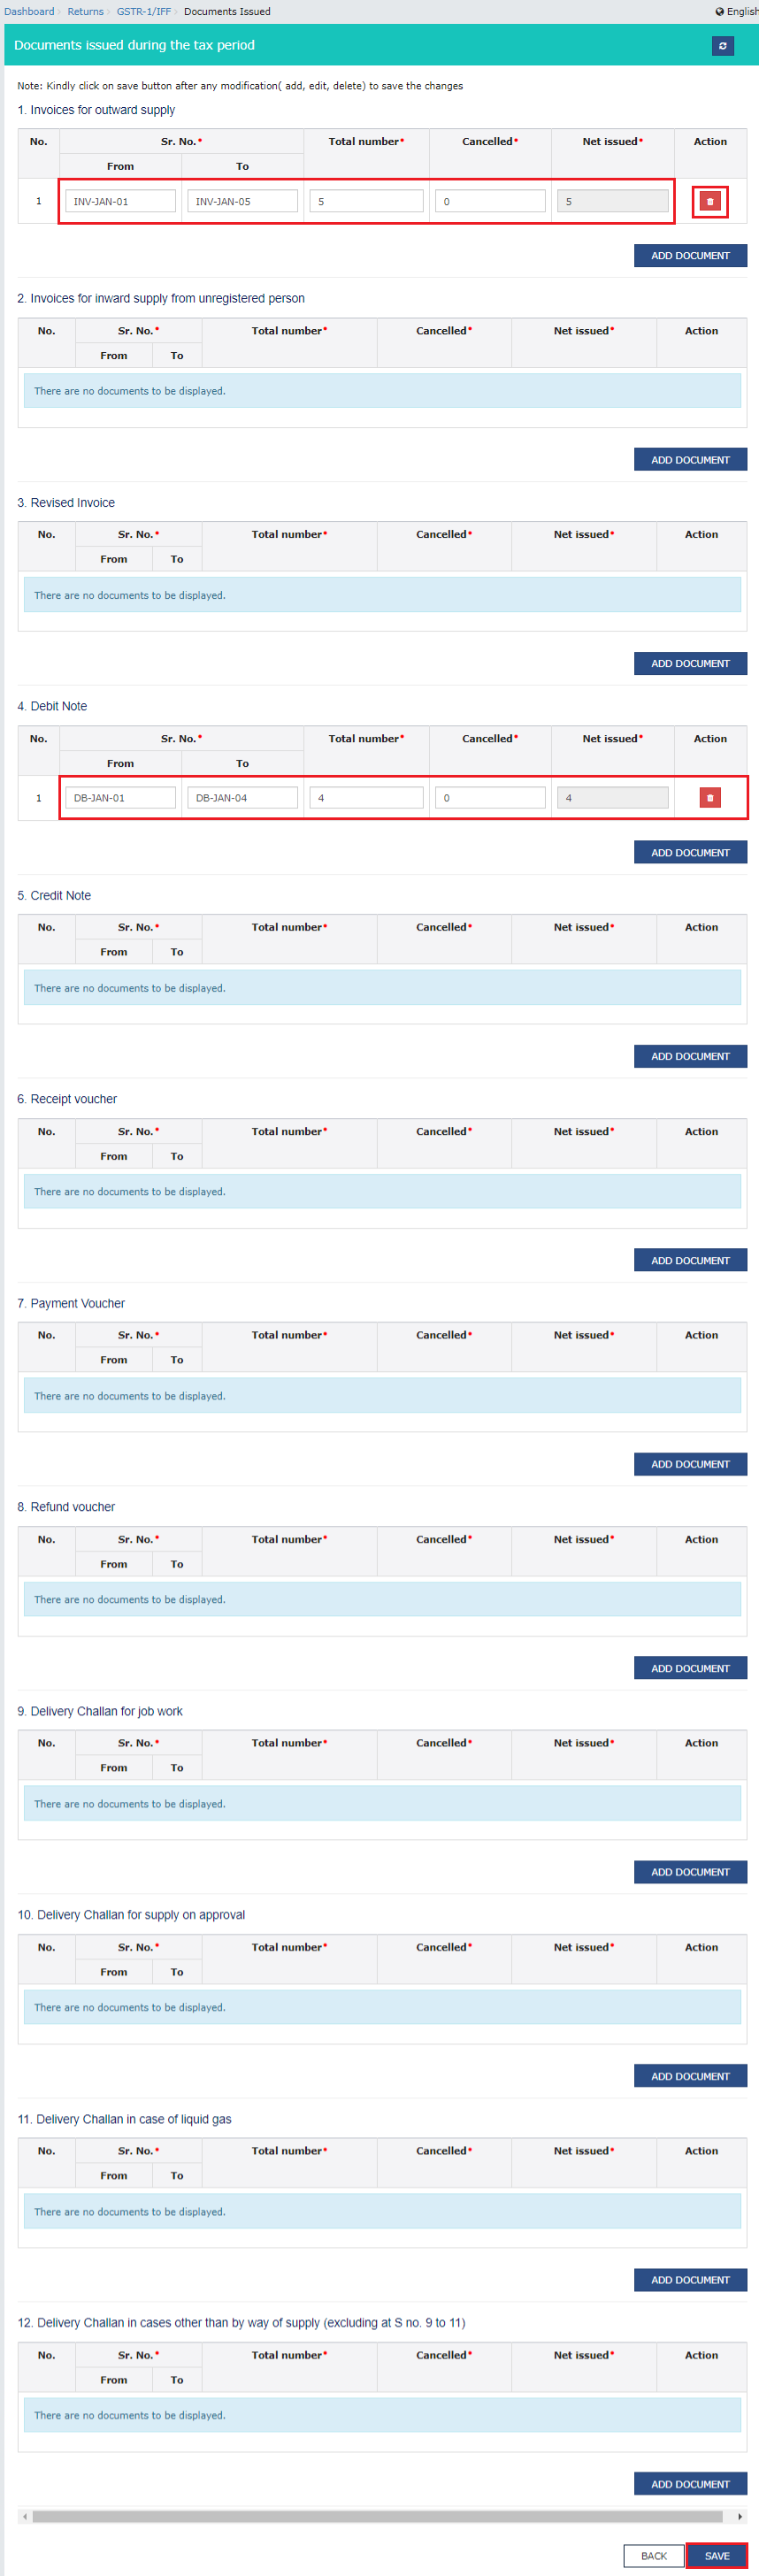 Dashboard > Returns > GSTR-1/IFF > Documents Issued English
Documents issued during the tax period
Note: Kindly click on save button after any modification( add, edit, delete) to save the changes
1. Invoices for outward supply
No. Sr. No.* Total number* Cancelled* Net issued* Action
From To
1 INV-JAN-01 INV-JAN-05 5 0 5
ADD DOCUMENT
2. Invoices for inward supply from unregistered person
No. Sr. No.* Total number* Cancelled* Net issued* Action
From To
There are no documents to be displayed.
ADD DOCUMENT
3. Revised Invoice
No. Sr. No.* Total number* Cancelled* Net issued* Action
From To
There are no documents to be displayed.
ADD DOCUMENT
4. Debit Note
No. Sr. No.* Total number* Cancelled* Net issued* Action
From To
1 DB-JAN-01 DB-JAN-04 4 0 4
ADD DOCUMENT
5. Credit Note
No. Sr. No.* Total number* Cancelled* Net issued* Action
From To
There are no documents to be displayed.
ADD DOCUMENT
6. Receipt voucher
No. Sr. No.* Total number* Cancelled* Net issued* Action
From To
There are no documents to be displayed.
ADD DOCUMENT
7. Payment Voucher
No. Sr. No.* Total number* Cancelled* Net issued* Action
From To
There are no documents to be displayed.
ADD DOCUMENT
8. Refund voucher
No. Sr. No.* Total number* Cancelled* Net issued* Action
From To
There are no documents to be displayed.
ADD DOCUMENT
9. Delivery Challan for job work
No. Sr. No.* Total number* Cancelled* Net issued* Action
From To
There are no documents to be displayed.
ADD DOCUMENT
10. Delivery Challan for supply on approval
No. Sr. No.* Total number* Cancelled* Net issued* Action
From To
There are no documents to be displayed.
ADD DOCUMENT
11. Delivery Challan in case of liquid gas
No. Sr. No.* Total number* Cancelled* Net issued* Action
From To
There are no documents to be displayed.
ADD DOCUMENT
12. Delivery Challan in cases other than by way of supply (excluding at S no. 9 to 11)
No. Sr. No.* Total number* Cancelled* Net issued* Action
From To
There are no documents to be displayed.
ADD DOCUMENT
BACK SAVE